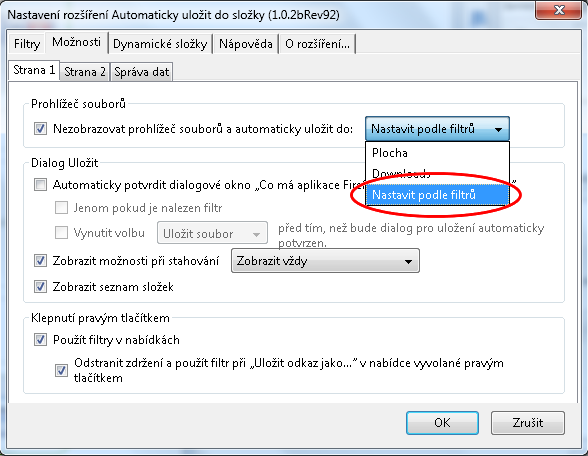 Nastavení rozšíření Automaticky uložit do složky (1.0.2bRev92)
Filtry Možnosti Dynamické složky Nápověda O rozšíření...
Strana 1 Strana 2 Správa dat
Prohlížeč souborů
Nezobrazovat prohlížeč souborů a automaticky uložit do: Nastavit podle filtrů
Plocha
Downloads
Nastavit podle filtrů
Dialog Uložit
Automaticky potvrdit dialogové okno „Co má aplikace "
Jenom pokud je nalezen filtr
Vynutit volbu Uložit soubor před tím, než bude dialog pro uložení automaticky
potvrzen.
Zobrazit možnosti při stahování Zobrazit vždy
Zobrazit seznam složek
Klepnutí pravým tlačítkem
Použít filtry v nabídkách
Odstranit zdržení a použít filtr při „Uložit odkaz jako...” v nabídce vyvolané pravým
tlačítkem
OK Zrušit